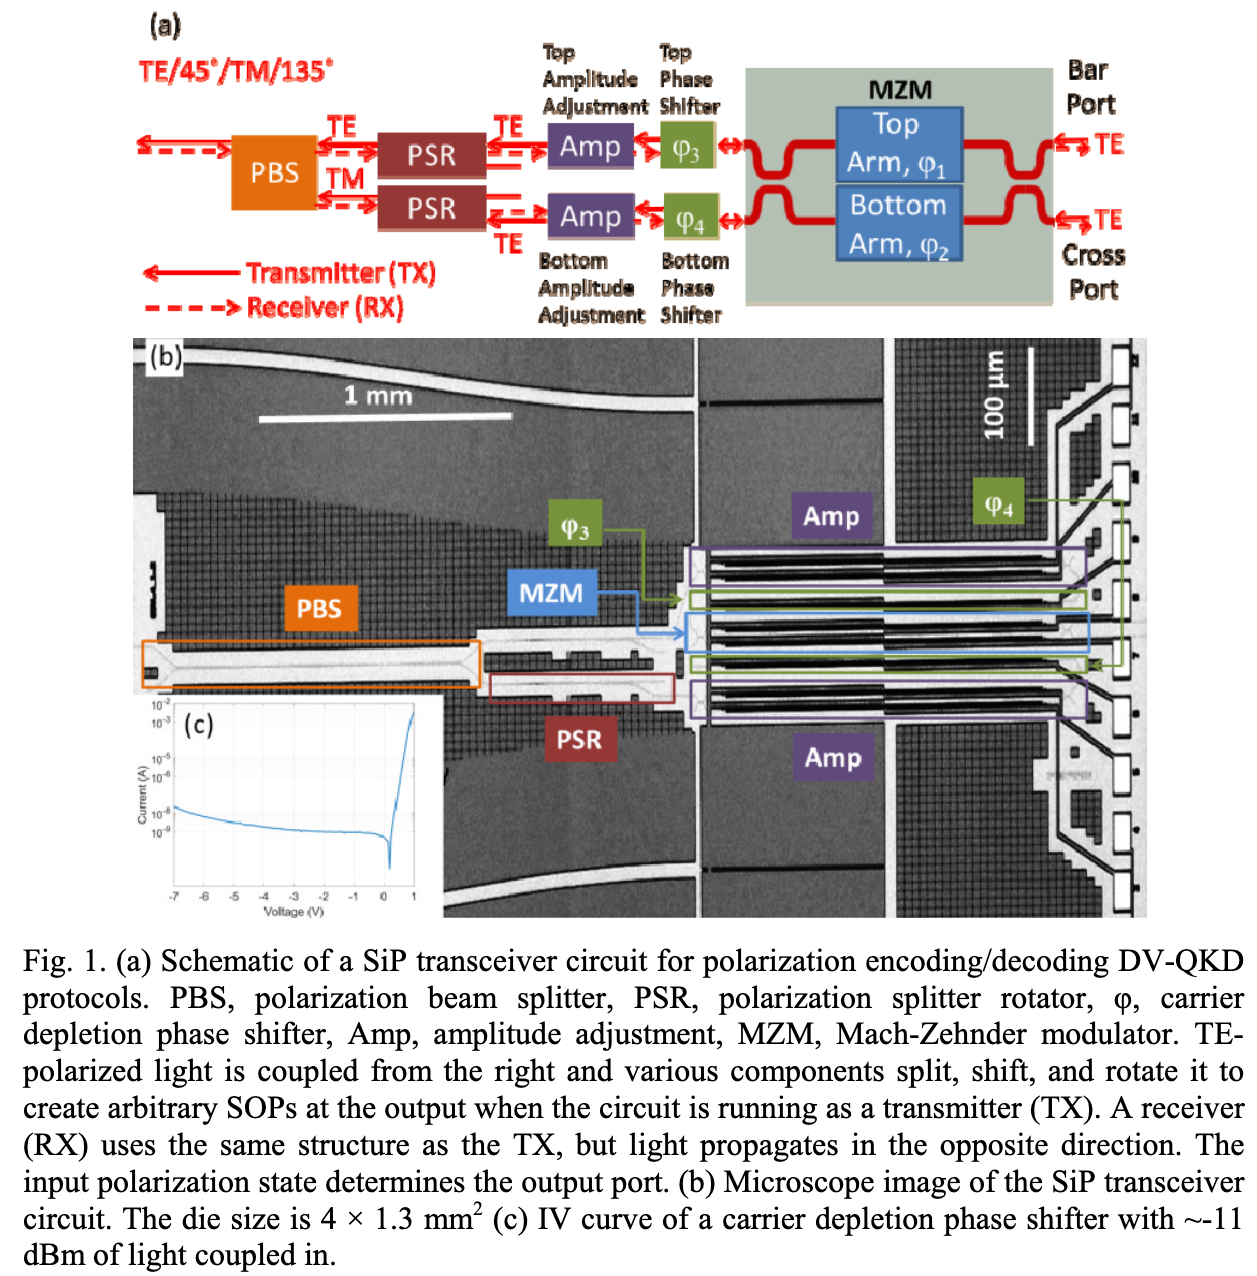 (a)
TE/45°/TM/135°
Top
Amplitude
Adjustment
Top
Phase
Shifter
MZM
Bar
Port
TE
TE
PSR
Amp
φ3
Top
Arm, φ1
TE
PBS
TM
PSR
Amp
φ4
Bottom
Arm, φ2
TE
TE
Cross
Port
Transmitter (TX)
Receiver (RX)
Bottom
Amplitude
Adjustment
Bottom
Phase
Shifter
(b)
1 mm
100 µm
φ3
Amp
φ4
MZM
PBS
PSR
Amp
(c)
10-2
10-3
10-5
10-6
10-8
10-9
Current (A)
-7 -6 -5 -4 -3 -2 -1 0 1
Voltage (V)
Fig. 1. (a) Schematic of a SiP transceiver circuit for polarization encoding/decoding DV-QKD
protocols. PBS, polarization beam splitter, PSR, polarization splitter rotator, φ, carrier
depletion phase shifter, Amp, amplitude adjustment, MZM, Mach-Zehnder modulator. TE-
polarized light is coupled from the right and various components split, shift, and rotate it to
create arbitrary SOPs at the output when the circuit is running as a transmitter (TX). A receiver
(RX) uses the same structure as the TX, but light propagates in the opposite direction. The
input polarization state determines the output port. (b) Microscope image of the SiP transceiver
circuit. The die size is 4 × 1.3 mm2 (c) IV curve of a carrier depletion phase shifter with ~-11
dBm of light coupled in.